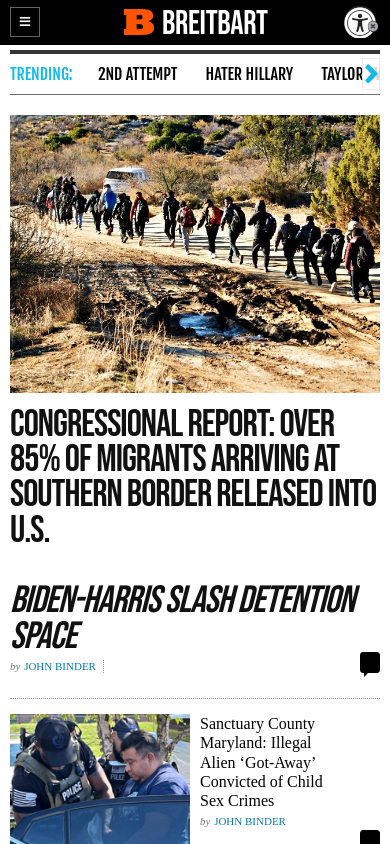 B BREITBART
TRENDING: 2ND ATTEMPT HATER HILLARY TAYLOR
CONGRESSIONAL REPORT: OVER
85% OF MIGRANTS ARRIVING AT
SOUTHERN BORDER RELEASED INTO
U.S.
BIDEN-HARRIS SLASH DETENTION
SPACE
by JOHN BINDER
POLICE
POLICE
Sanctuary County
Maryland: Illegal
Alien ‘Got-Away’
Convicted of Child
Sex Crimes
by JOHN BINDER